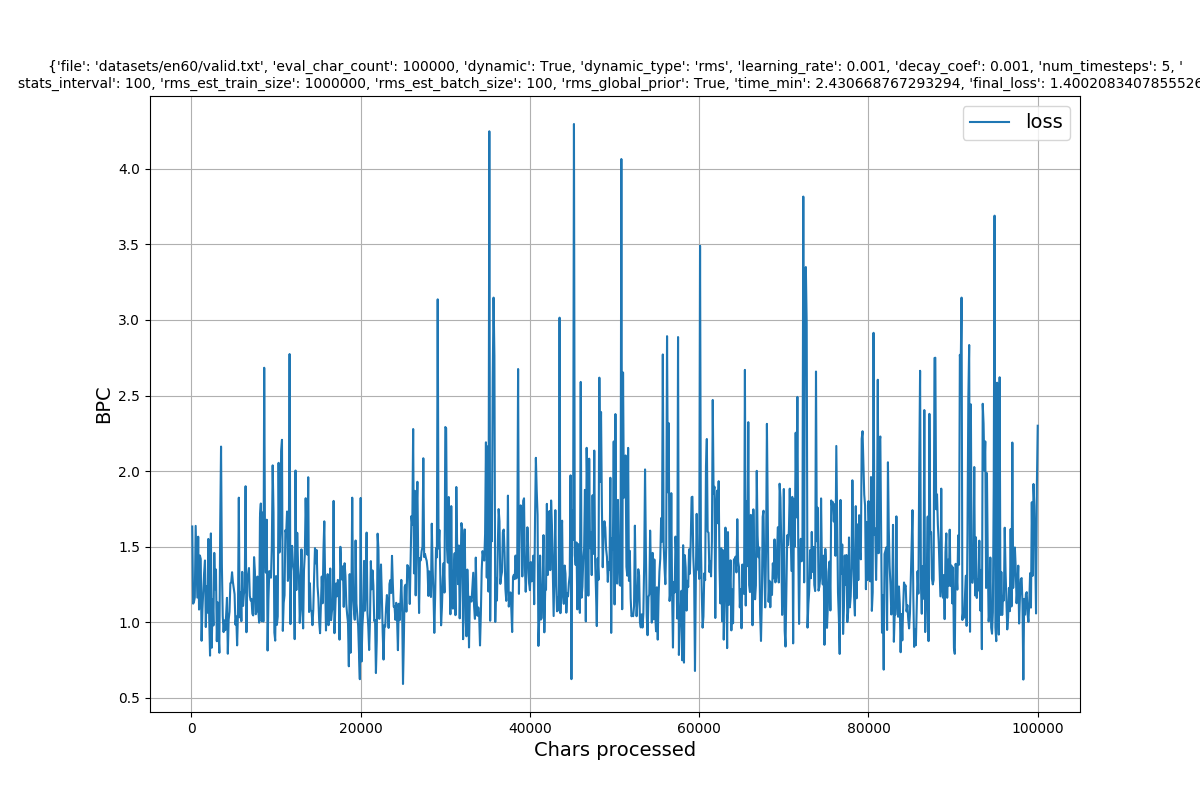 {'file': 'datasets/en60/valid.txt', 'eval_char_count': 100000, 'dynamic': True, 'dynamic_type': 'rms', 'learning_rate': 0.001, 'decay_coef': 0.001, 'num_timesteps': 5, '
stats_interval': 100, 'rms_est_train_size': 1000000, 'rms_est_batch_size': 100, 'rms_global_prior': True, 'time_min': 2.430668767293294, 'final_loss': 1.4002083407855526
loss
4.0
3.5
3.0
2.5
2.0
1.5
1.0
0.5
BPC
0 20000 40000 60000 80000 100000
Chars processed